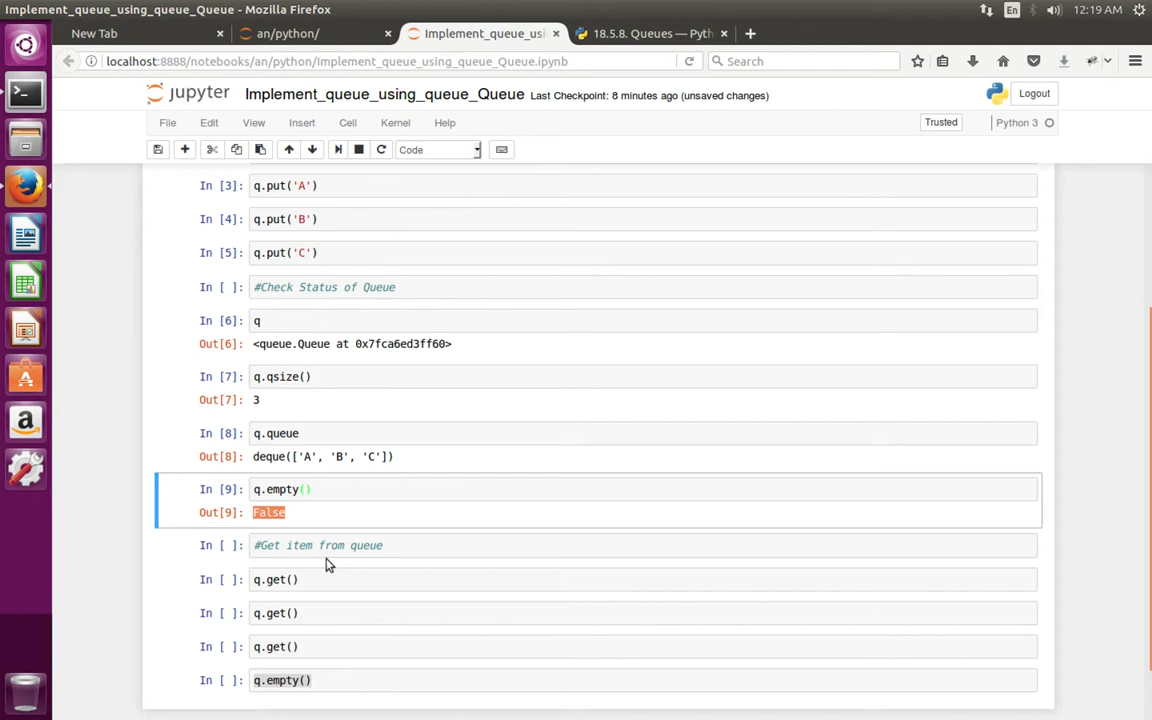 Implement_queue_using_queue_Queue - Mozilla Firefox
En
12:19 AM
New Tab
an/python/
Implement_queue_usi
18.5.8. Queues — Pyth
localhost:8888/notebooks/an/python/Implement_queue_using_queue_Queue.ipynb
Search
jupyter
Implement_queue_using_queue_Queue
Last Checkpoint: 8 minutes ago (unsaved changes)
Logout
File
Edit
View
Insert
Cell
Kernel
Help
Trusted
Python 3
Code
In [3]: q.put('A')
In [4]: q.put('B')
In [5]: q.put('C')
In [ ]: #Check Status of Queue
In [6]: q
Out[6]: <queue.Queue at 0x7fca6ed3ff60>
In [7]: q.qsize()
Out[7]: 3
In [8]: q.queue
Out[8]: deque(['A', 'B', 'C'])
In [9]: q.empty()
Out[9]: False
In [ ]: #Get item from queue
In [ ]: q.get()
In [ ]: q.get()
In [ ]: q.get()
In [ ]: q.empty()